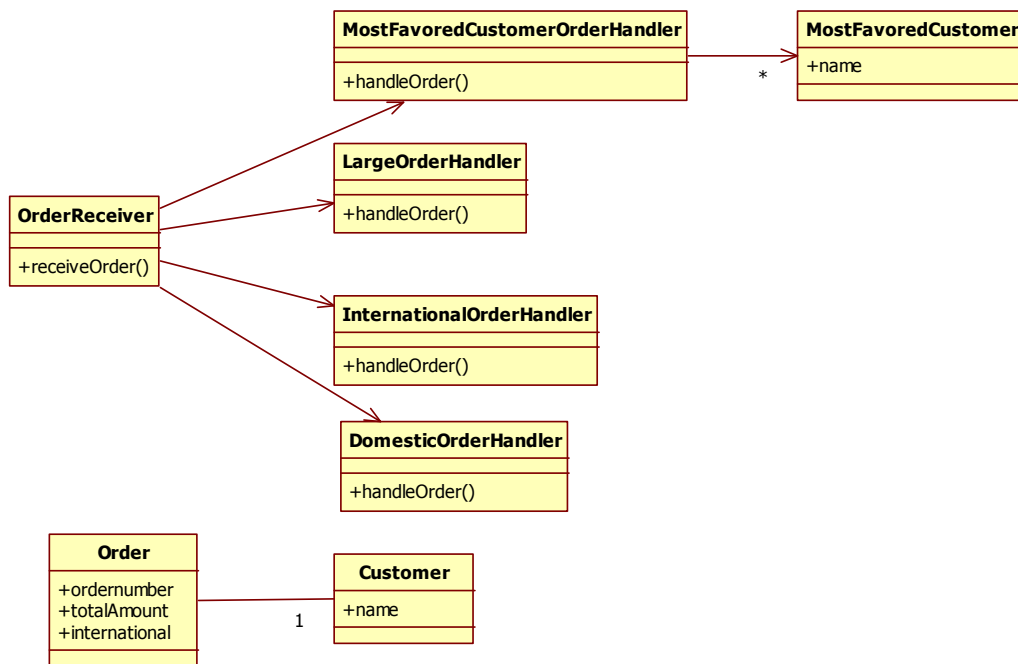 MostFavoredCustomerOrderHandler
+handleOrder()
MostFavoredCustomer
+name
*
LargeOrderHandler
+handleOrder()
OrderReceiver
+receiveOrder()
InternationalOrderHandler
+handleOrder()
DomesticOrderHandler
+handleOrder()
Order
+ordernumber
+totalAmount
+international
1
Customer
+name